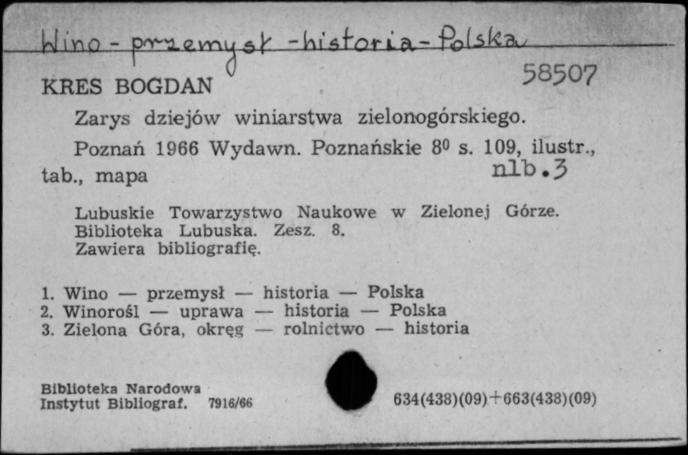 Wino - przemysł - historia - Polska
58507
KRES BOGDAN
Zarys dziejów winiarstwa zielonogórskiego.
Poznań 1966 Wydawn. Poznańskie 8⁰ s. 109, ilustr.,
tab., mapa nlb. 3
Lubuskie Towarzystwo Naukowe w Zielonej Górze.
Biblioteka Lubuska. Zesz. 8.
Zawiera bibliografię.
1. Wino — przemysł — historia — Polska
2. Winorośl — uprawa — historia — Polska
3. Zielona Góra, okręg — rolnictwo — historia
Biblioteka Narodowa
Instytut Bibliograf. 7916/66 634(438)(09)+663(438)(09)